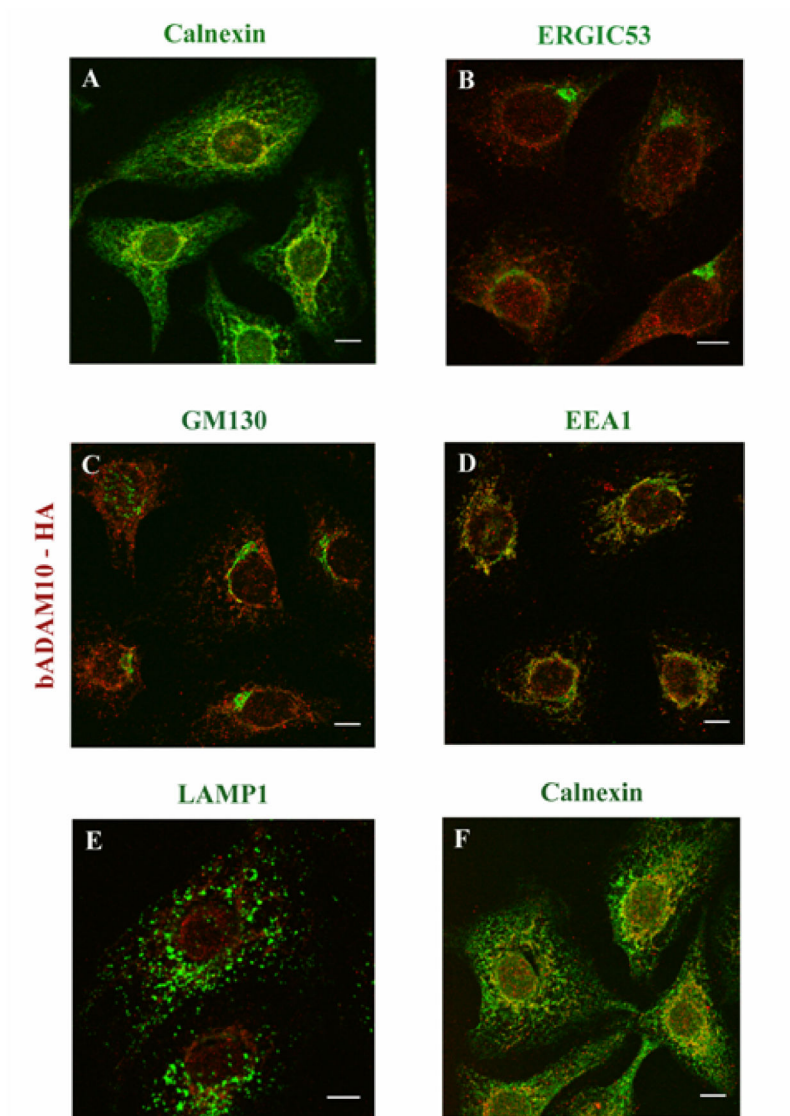 Calnexin
ERGIC53
A
B
GM130
EEA1
C
D
bADAM10 - HA
LAMP1
Calnexin
E
F